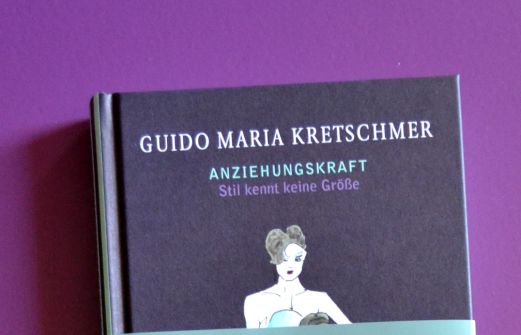 GUIDO MARIA KRETSCHMER
ANZIEHUNGSKRAFT
Stil kennt keine Größe